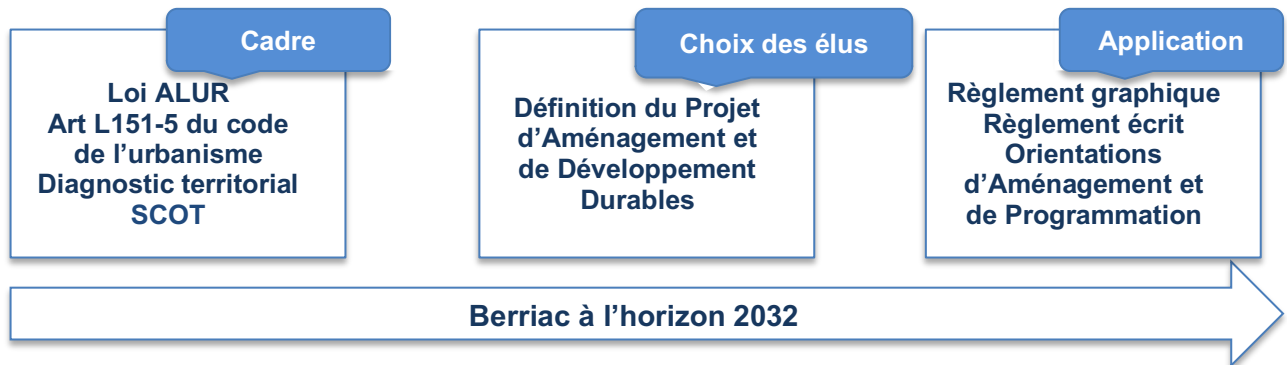 Cadre
Loi ALUR
Art L151-5 du code
de l’urbanisme
Diagnostic territorial
SCOT
Choix des élus
Définition du Projet
d’Aménagement et
de Développement
Durables
Application
Règlement graphique
Règlement écrit
Orientations
d’Aménagement et
de Programmation
Berriac à l’horizon 2032